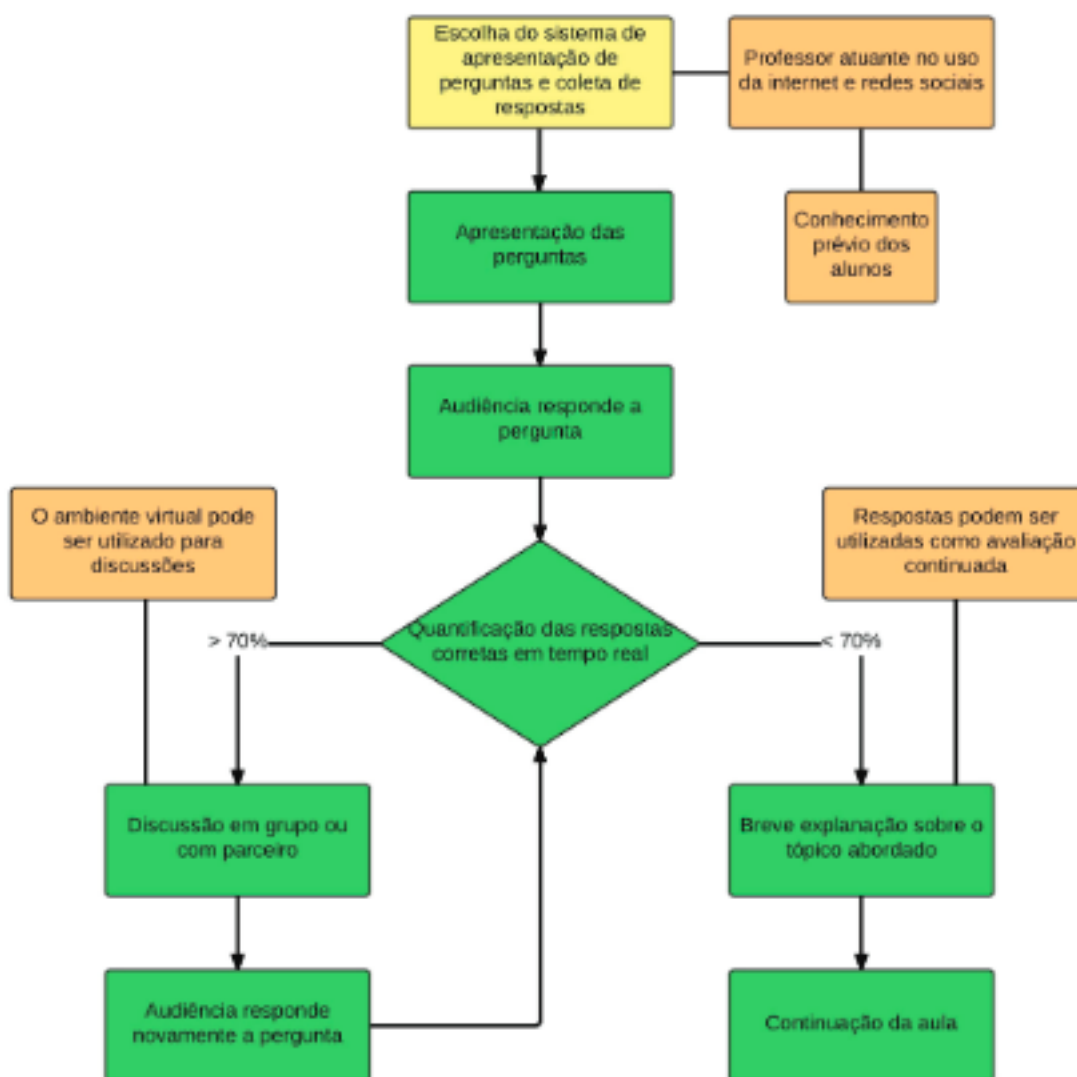 Escolha do sistema de
apresentação de
perguntas e coleta de
respostas
Professor atuante no uso
da internet e redes sociais
Apresentação das
perguntas
Conhecimento
prévio dos
alunos
Audiência responde a
pergunta
O ambiente virtual pode
ser utilizado para
discussões
Respostas podem ser
utilizadas como avaliação
continuada
Quantificação das respostas
corretas em tempo real
> 70%
< 70%
Discussão em grupo ou
com parceiro
Breve explanação sobre o
tópico abordado
Audiência responde
novamente a pergunta
Continuação da aula